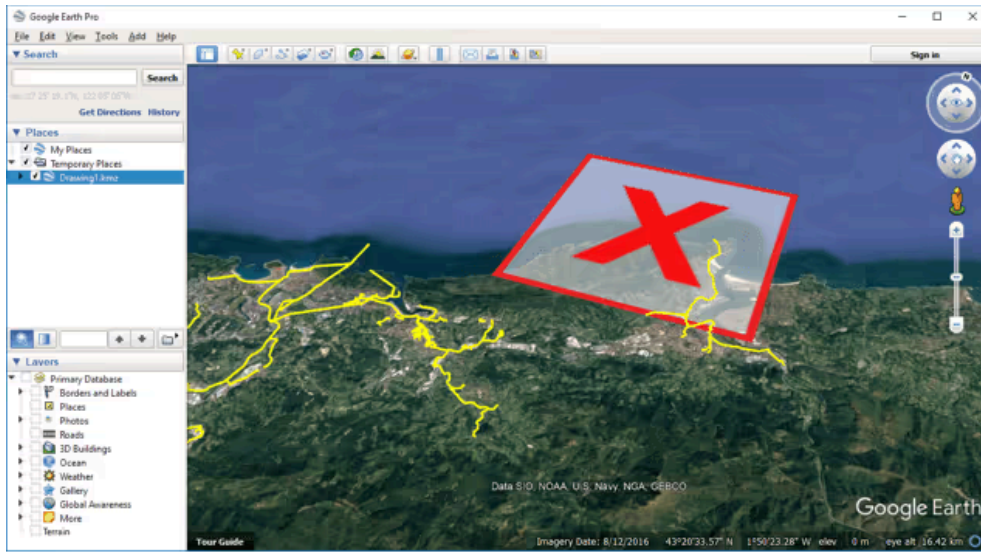 Google Earth Pro
File Edit View Tools Add Help
Search
Sign in
Search
Get Directions History
Places
My Places
Temporary Places
Drawing1.kmz
N
Layers
Primary Database
Borders and Labels
Places
Photos
Roads
3D Buildings
Ocean
Weather
Gallery
Global Awareness
More
Terrain
Data SIO, NOAA, U.S. Navy, NGA, GEBCO
Google Earth
Tour Guide
Imagery Date: 8/12/2016 43°20'33.57" N 1°50'23.28" W elev 0 m eye alt 16.42 km